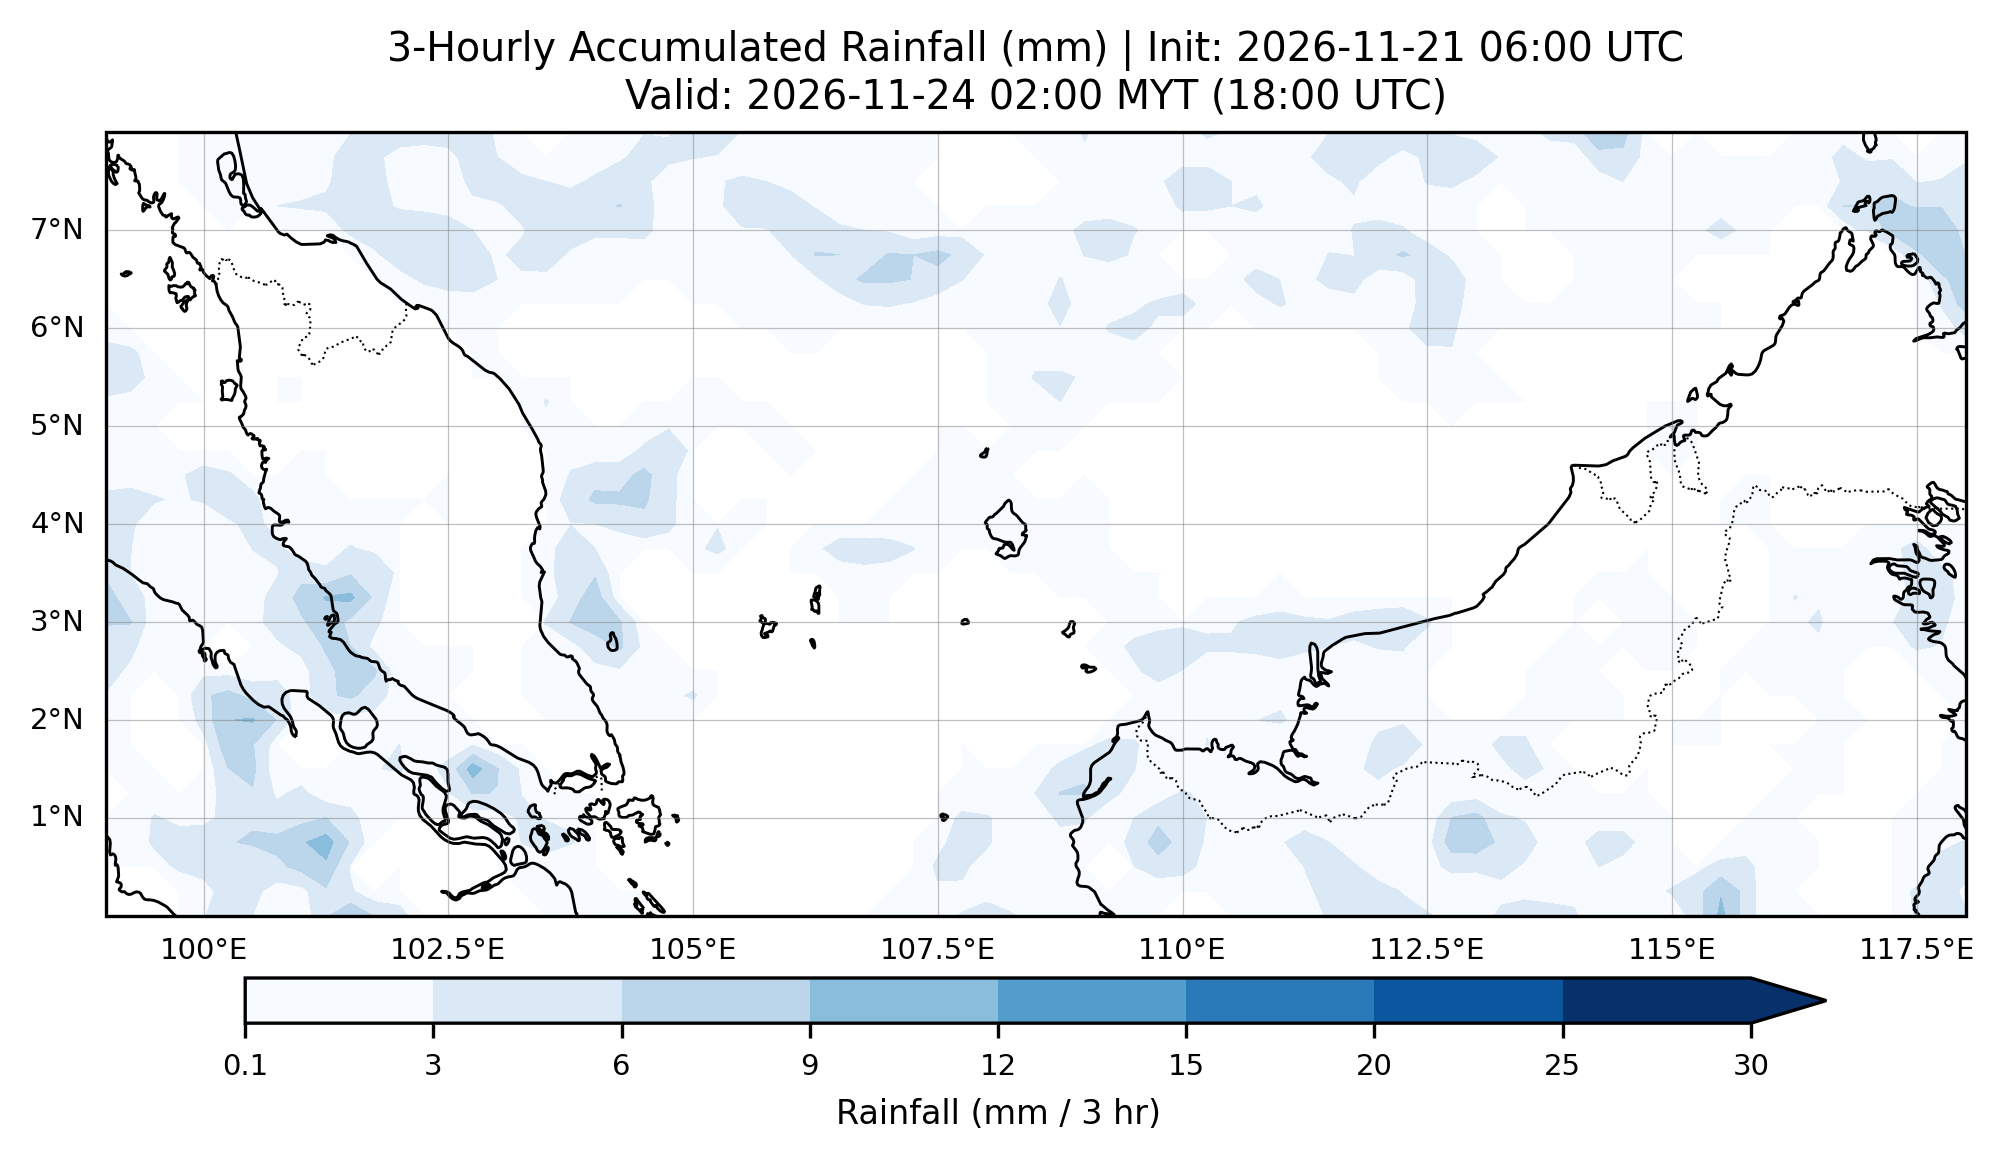 3-Hourly Accumulated Rainfall (mm) | Init: 2026-11-21 06:00 UTC
Valid: 2026-11-24 02:00 MYT (18:00 UTC)
7°N
6°N
5°N
4°N
3°N
2°N
1°N
100°E 102.5°E 105°E 107.5°E 110°E 112.5°E 115°E 117.5°E
0.1 3 6 9 12 15 20 25 30
Rainfall (mm / 3 hr)